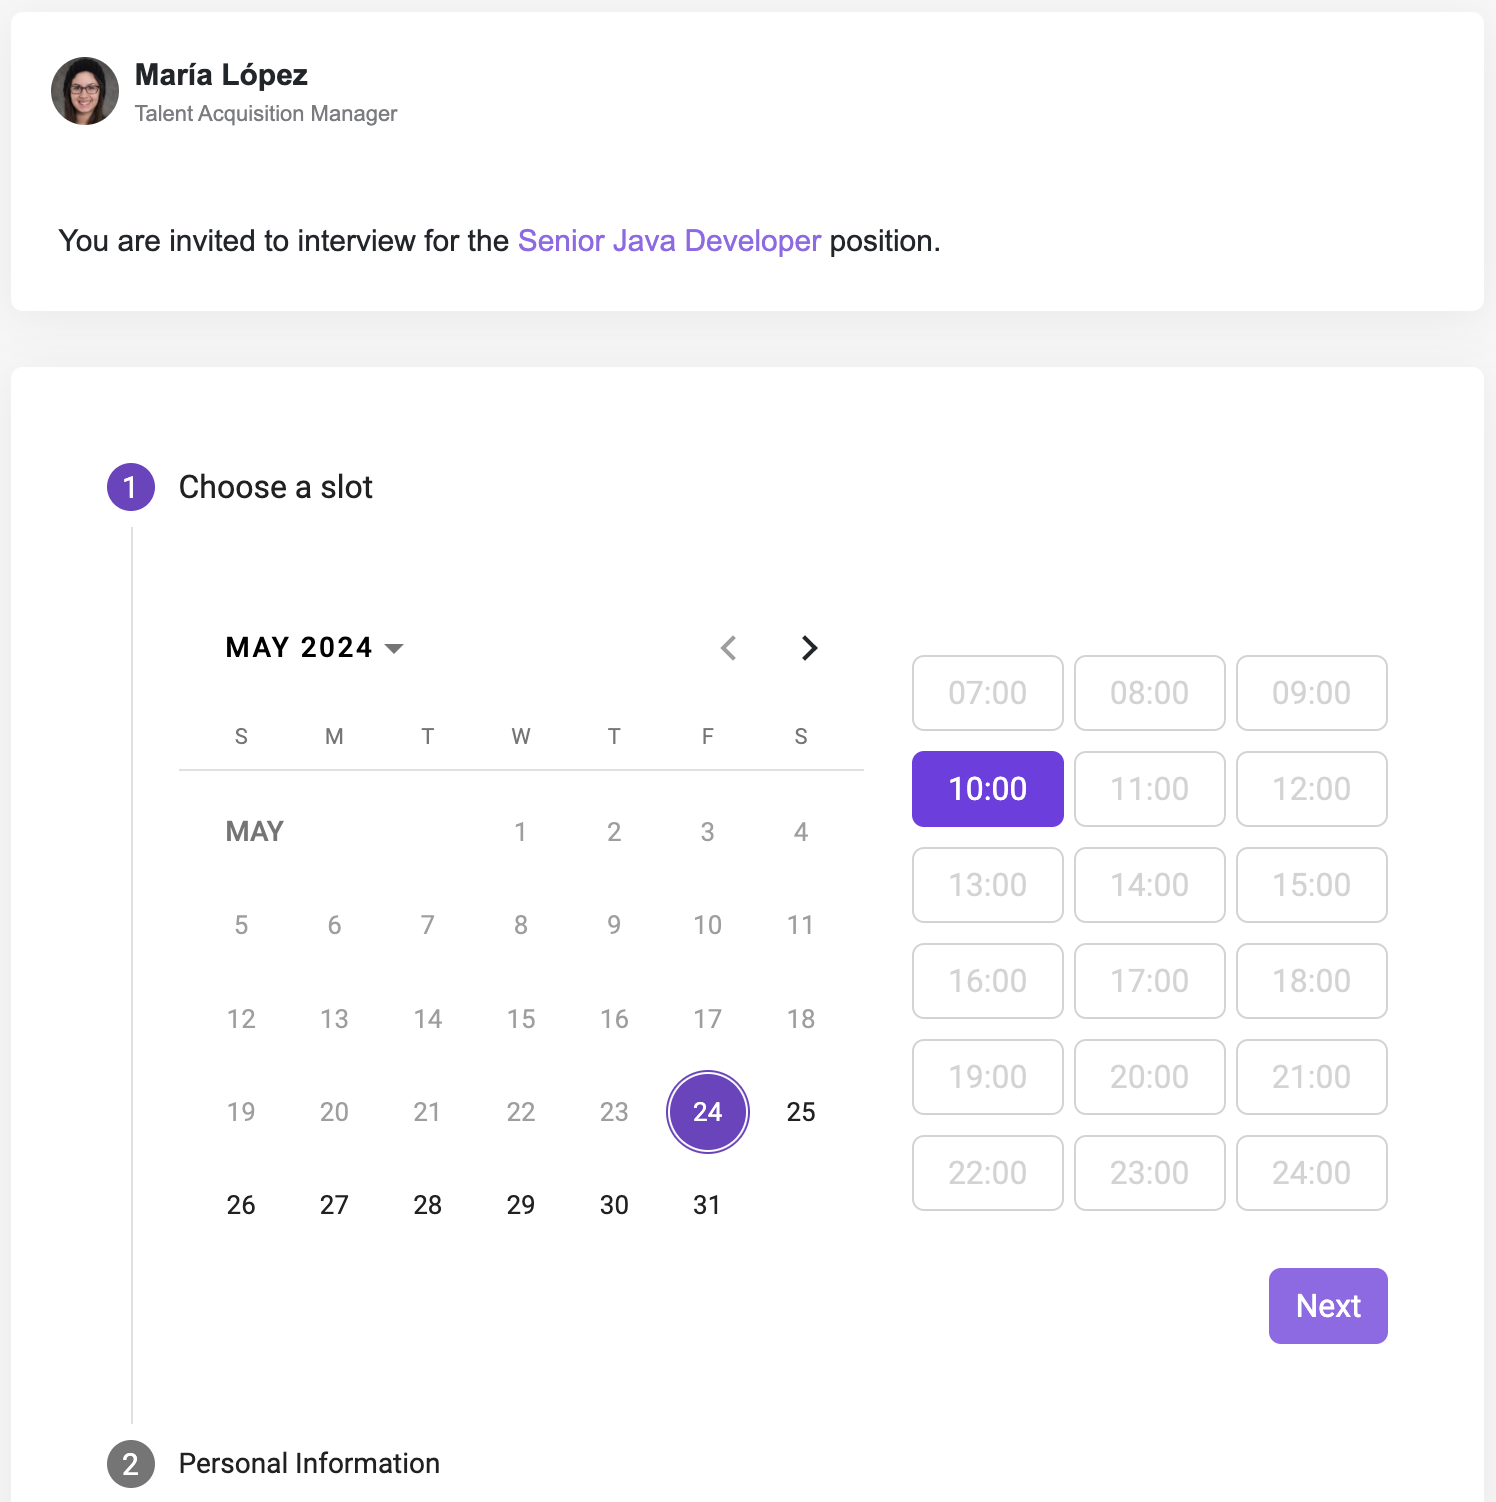 María López
Talent Acquisition Manager
You are invited to interview for the Senior Java Developer position.
1 Choose a slot
MAY 2024
S M T W T F S
MAY 1 2 3 4
5 6 7 8 9 10 11
12 13 14 15 16 17 18
19 20 21 22 23 24 25
26 27 28 29 30 31
07:00 08:00 09:00
10:00 11:00 12:00
13:00 14:00 15:00
16:00 17:00 18:00
19:00 20:00 21:00
22:00 23:00 24:00
Next
2 Personal Information